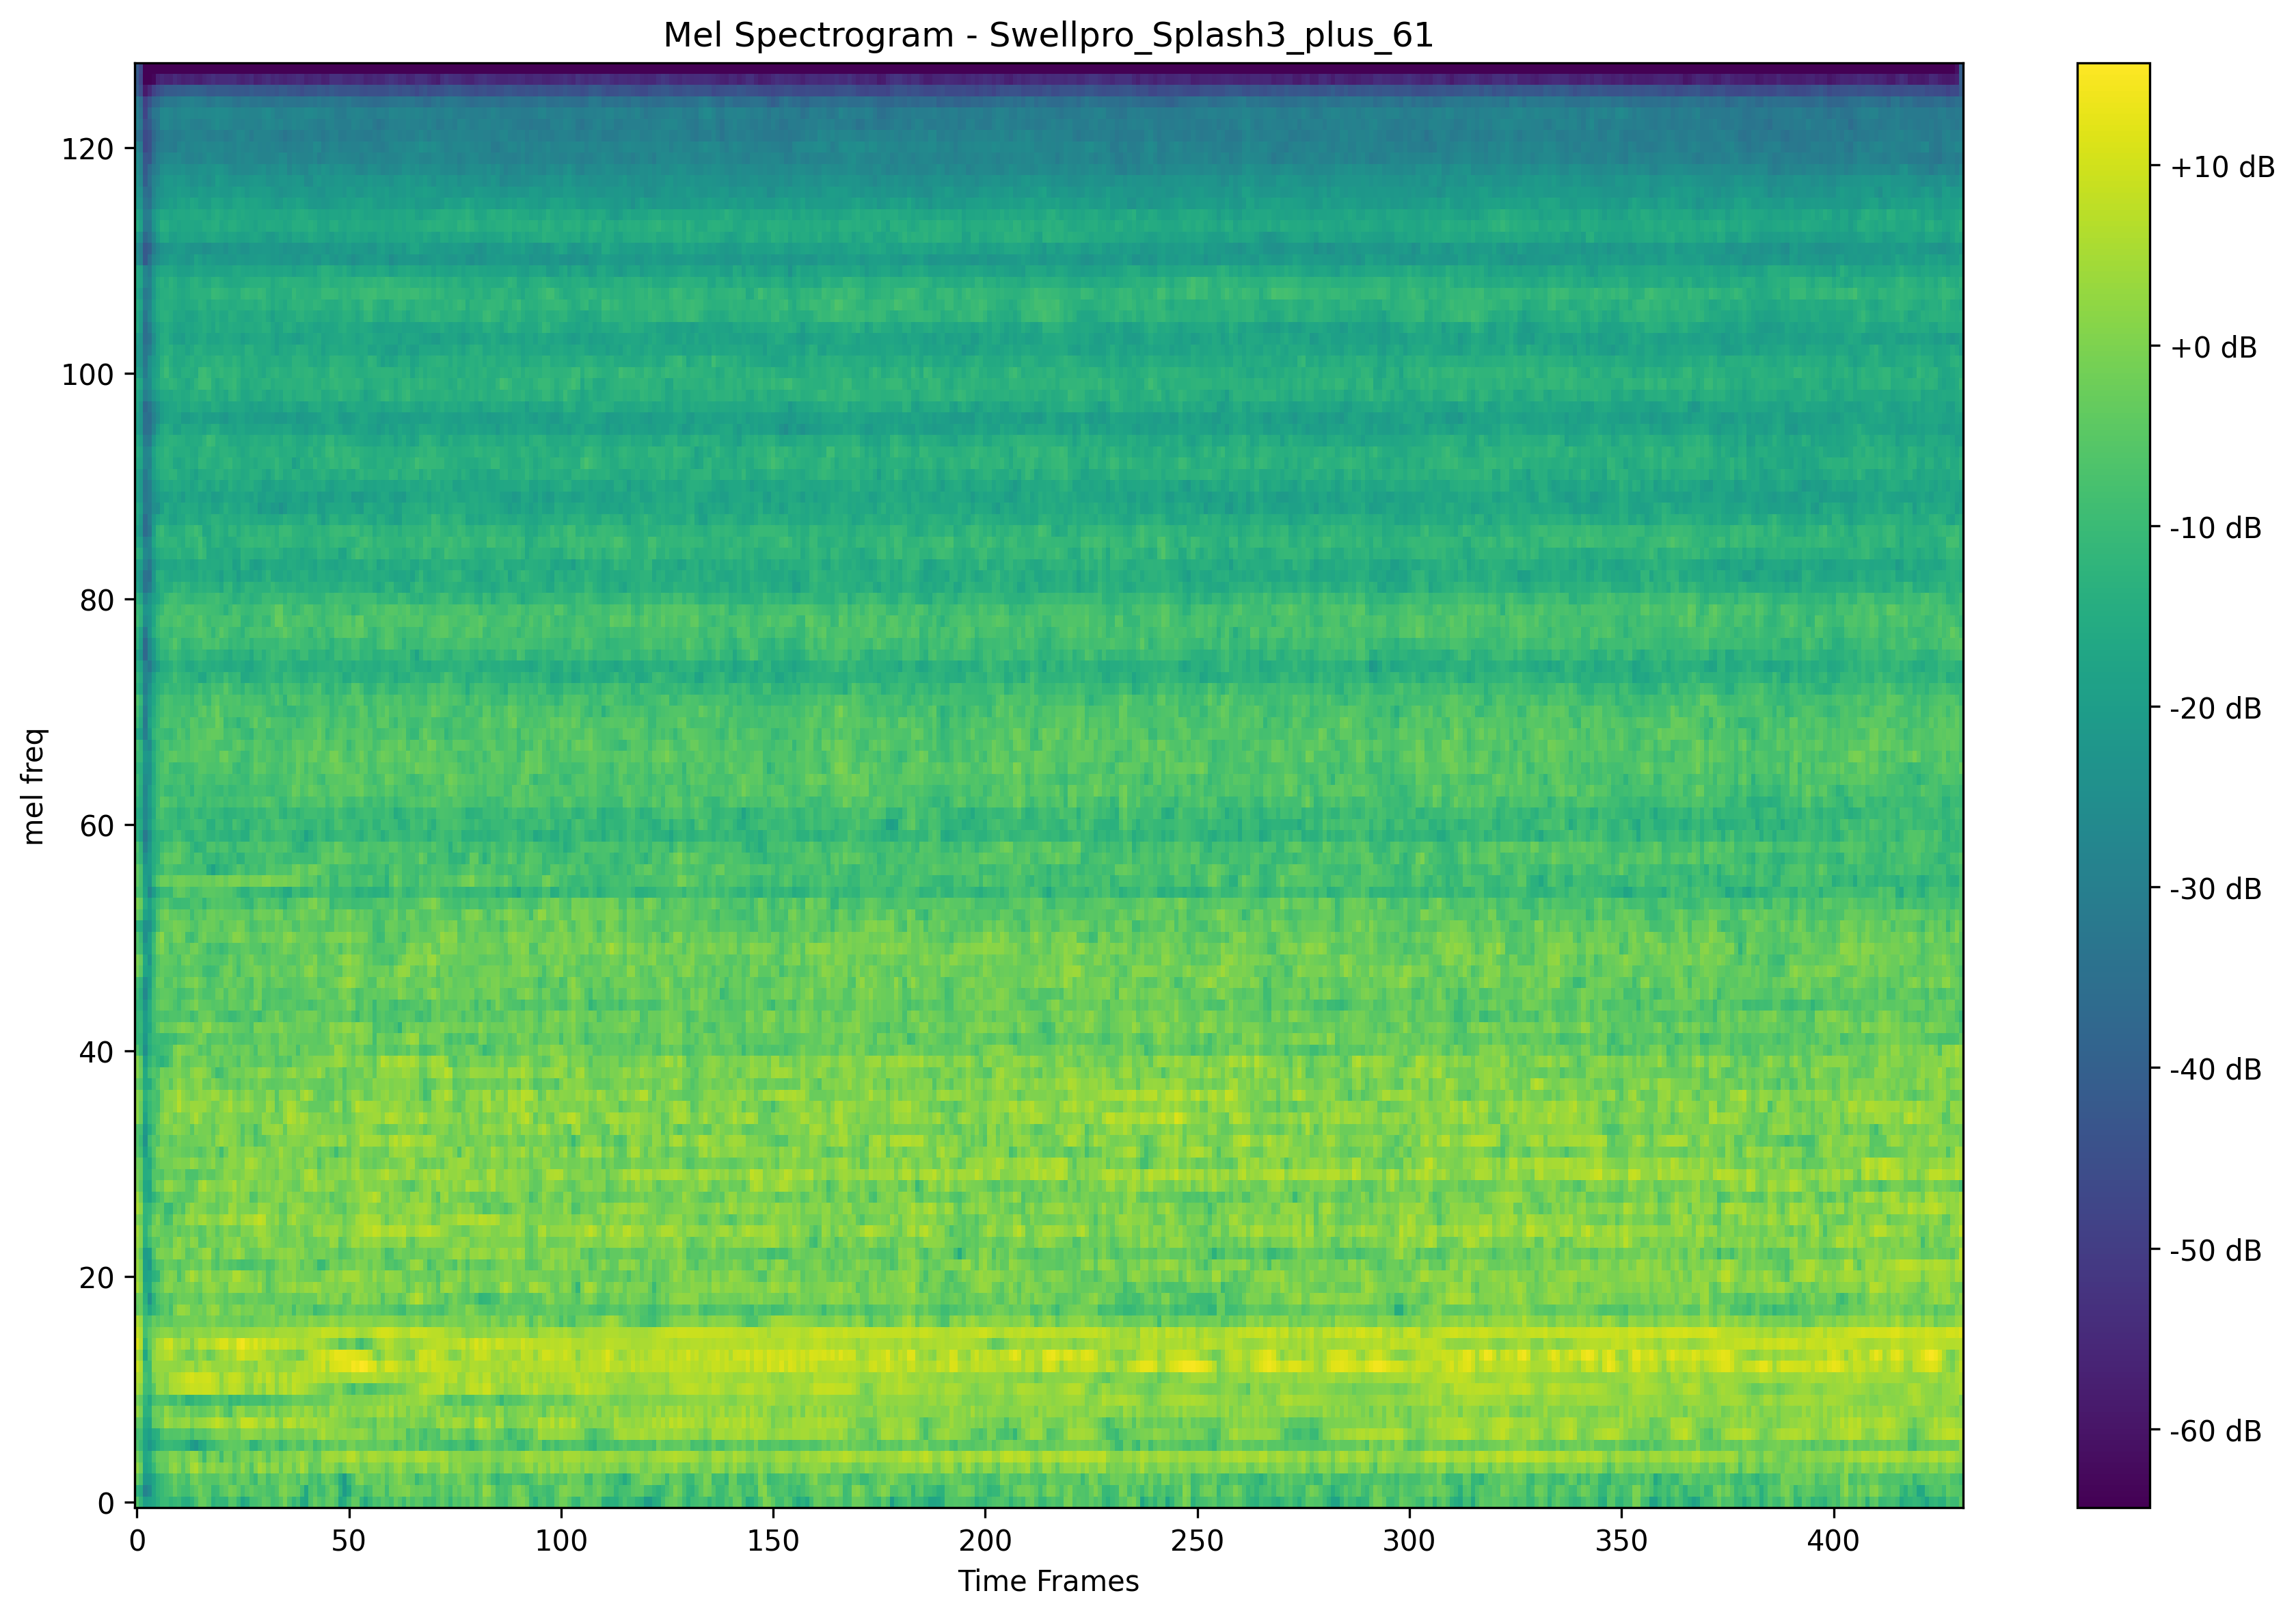 Mel Spectrogram - Swellpro_Splash3_plus_61
mel freq
120
100
80
60
40
20
0
0 50 100 150 200 250 300 350 400
Time Frames
+10 dB
+0 dB
-10 dB
-20 dB
-30 dB
-40 dB
-50 dB
-60 dB